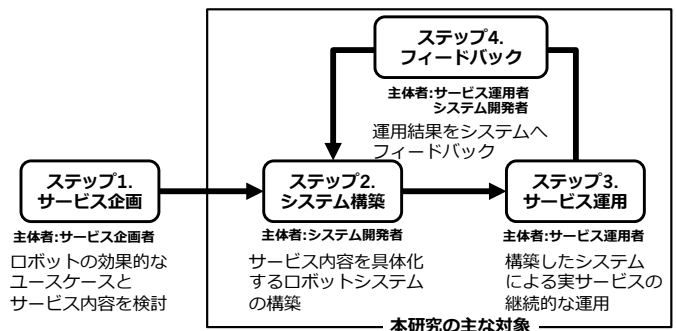 ステップ4.
フィードバック
主体者:サービス運用者
システム開発者
運用結果をシステムへ
フィードバック
ステップ1.
サービス企画
主体者:サービス企画者
ロボットの効果的な
ユースケースと
サービス内容を検討
ステップ2.
システム構築
主体者:システム開発者
サービス内容を具体化
するロボットシステム
の構築
ステップ3.
サービス運用
主体者:サービス運用者
構築したシステム
による実サービスの
継続的な運用
本研究の主な対象